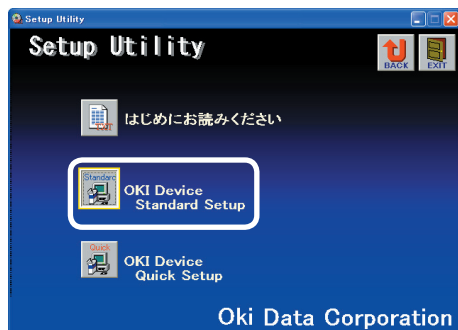 Setup Utility
Setup Utility
BACK
EXIT
はじめにお読みください
Standard
OKI Device
Standard Setup
Quick
OKI Device
Quick Setup
Oki Data Corporation